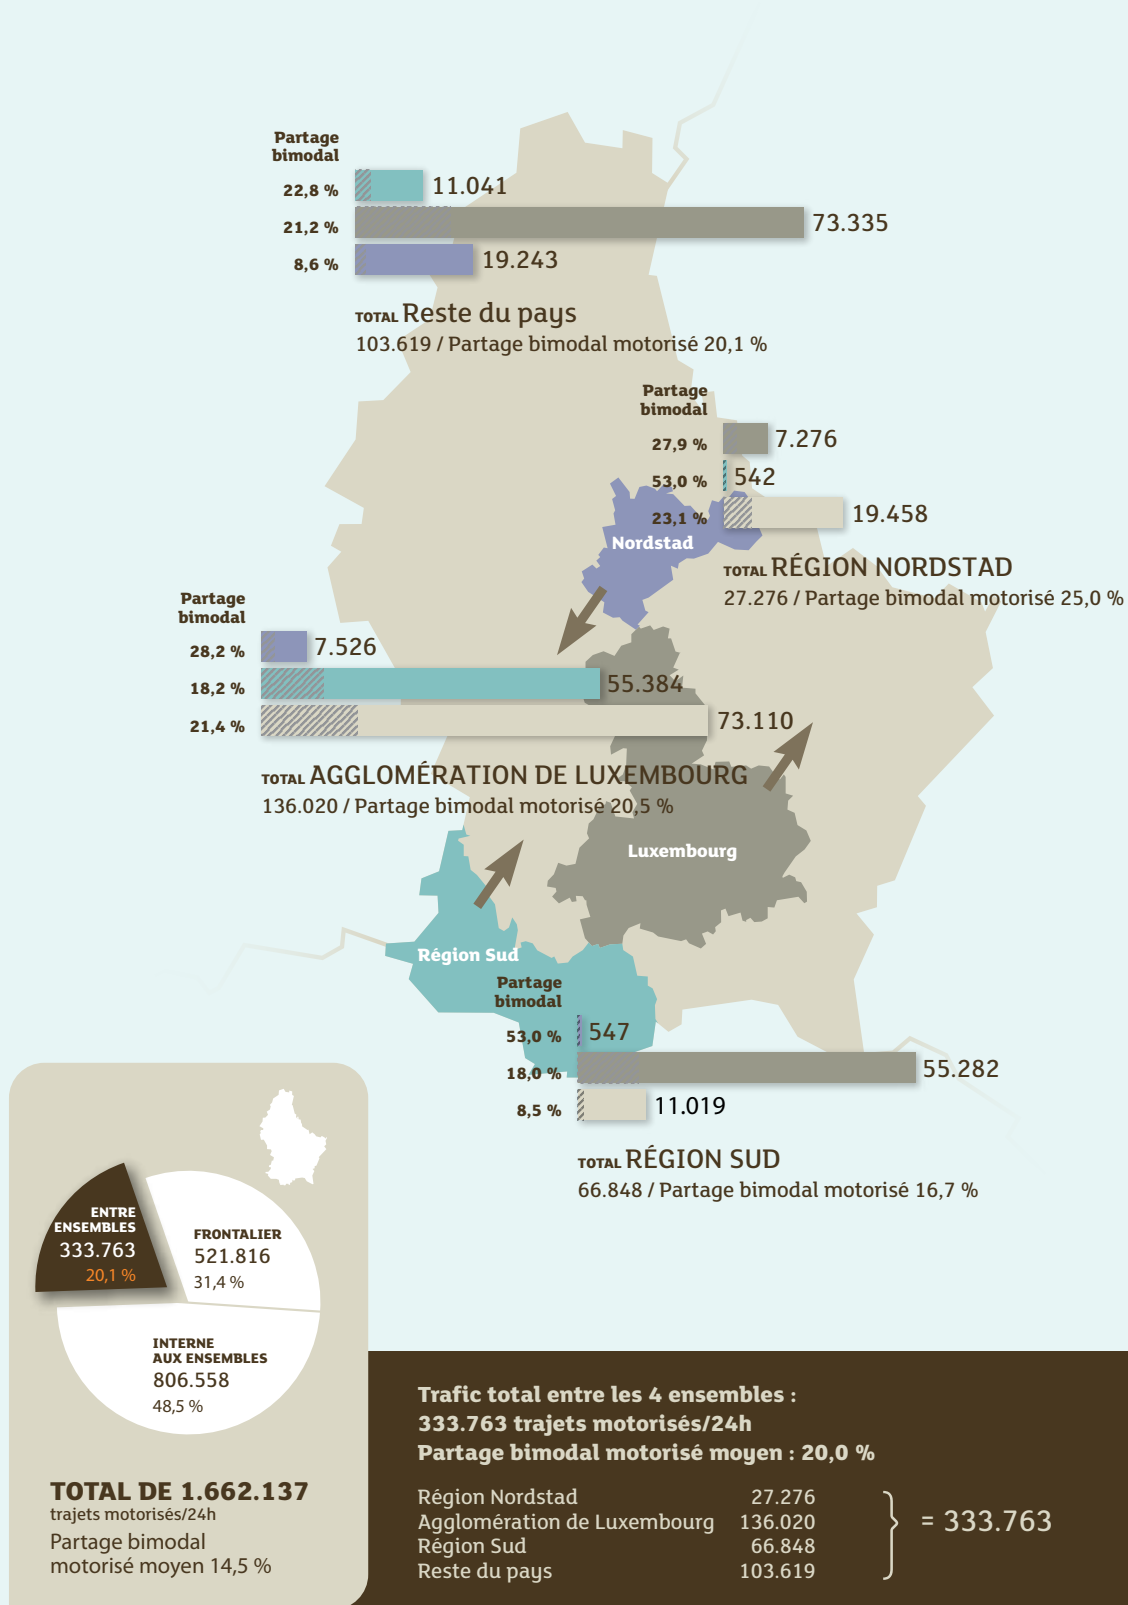 Partage
bimodal
22,8 % 11.041
21,2 % 73.335
8,6 % 19.243
TOTAL Reste du pays
103.619 / Partage bimodal motorisé 20,1 %
Partage
bimodal
27,9 % 7.276
53,0 % 542
23,1 % 19.458
Nordstad
TOTAL RÉGION NORDSTAD
27.276 / Partage bimodal motorisé 25,0 %
Partage
bimodal
28,2 % 7.526
18,2 % 55.384
21,4 % 73.110
TOTAL AGGLOMÉRATION DE LUXEMBOURG
136.020 / Partage bimodal motorisé 20,5 %
Luxembourg
Région Sud
Partage
bimodal
53,0 % 547
18,0 % 55.282
8,5 % 11.019
TOTAL RÉGION SUD
66.848 / Partage bimodal motorisé 16,7 %
ENTRE
ENSEMBLES
333.763
20,1 %
FRONTALIER
521.816
31,4 %
INTERNE
AUX ENSEMBLES
806.558
48,5 %
TOTAL DE 1.662.137
trajets motorisés/24h
Partage bimodal
motorisé moyen 14,5 %
Trafic total entre les 4 ensembles :
333.763 trajets motorisés/24h
Partage bimodal motorisé moyen : 20,0 %
Région Nordstad 27.276
Agglomération de Luxembourg 136.020
Région Sud 66.848
Reste du pays 103.619
= 333.763